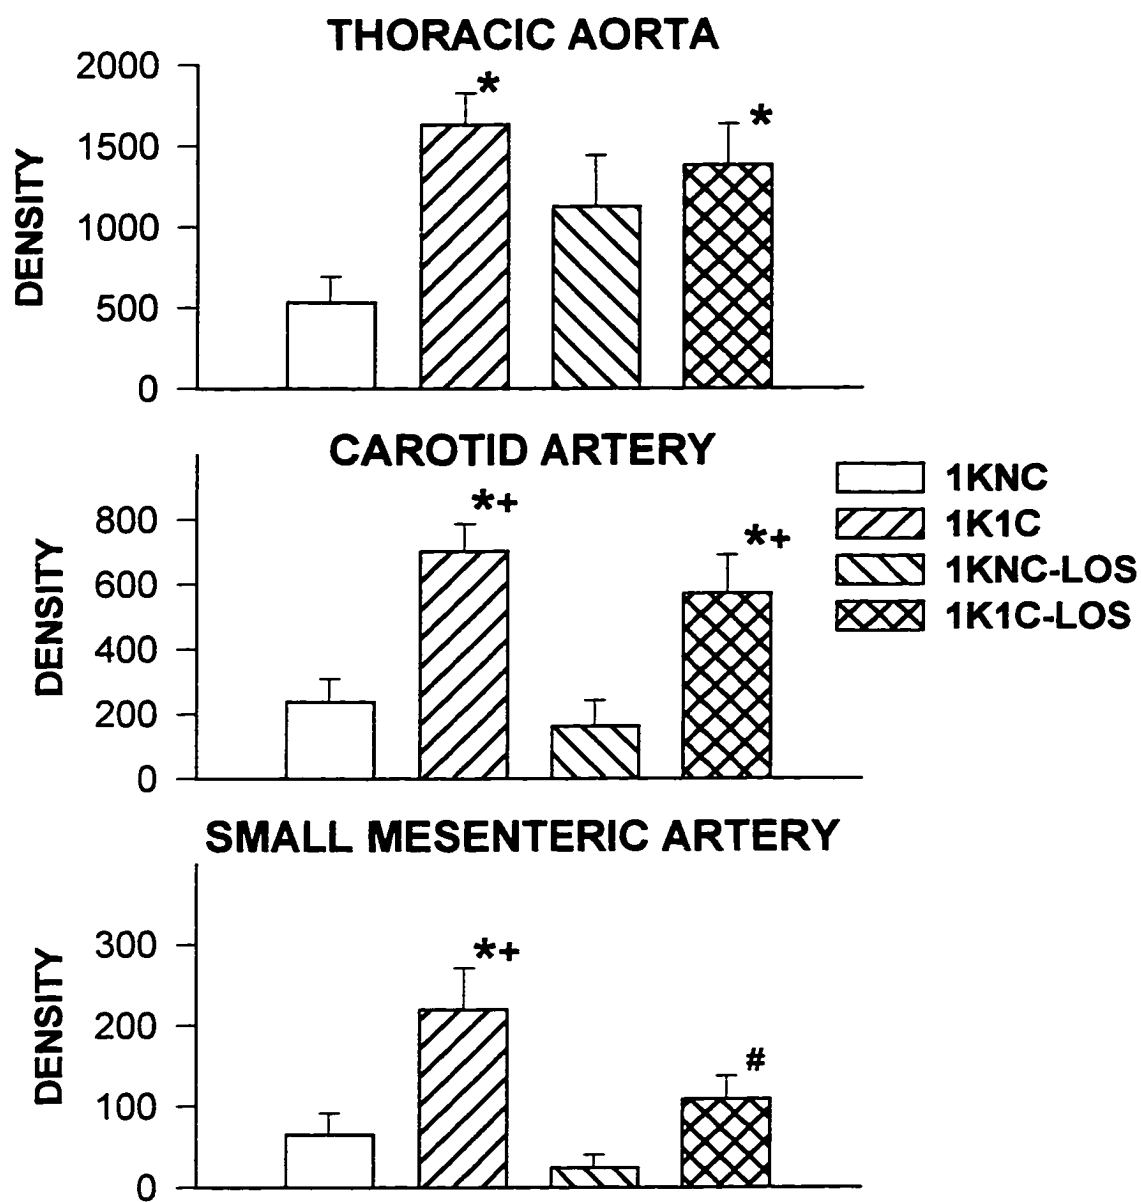 THORACIC AORTA
2000
1500
1000
500
0
DENSITY
*
*
CAROTID ARTERY
800
600
400
200
0
DENSITY
*+
*+
1KNC
1K1C
1KNC-LOS
1K1C-LOS
SMALL MESENTERIC ARTERY
300
200
100
0
DENSITY
*+
#